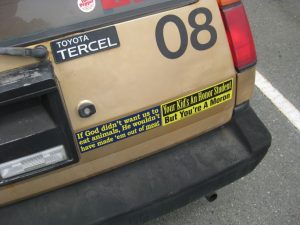 TOYOTA
TERCEL
08
If God didn't want us to
eat animals, He wouldn't
have made 'em out of meat
Your Kid's An Honor Student
But You're A Moron